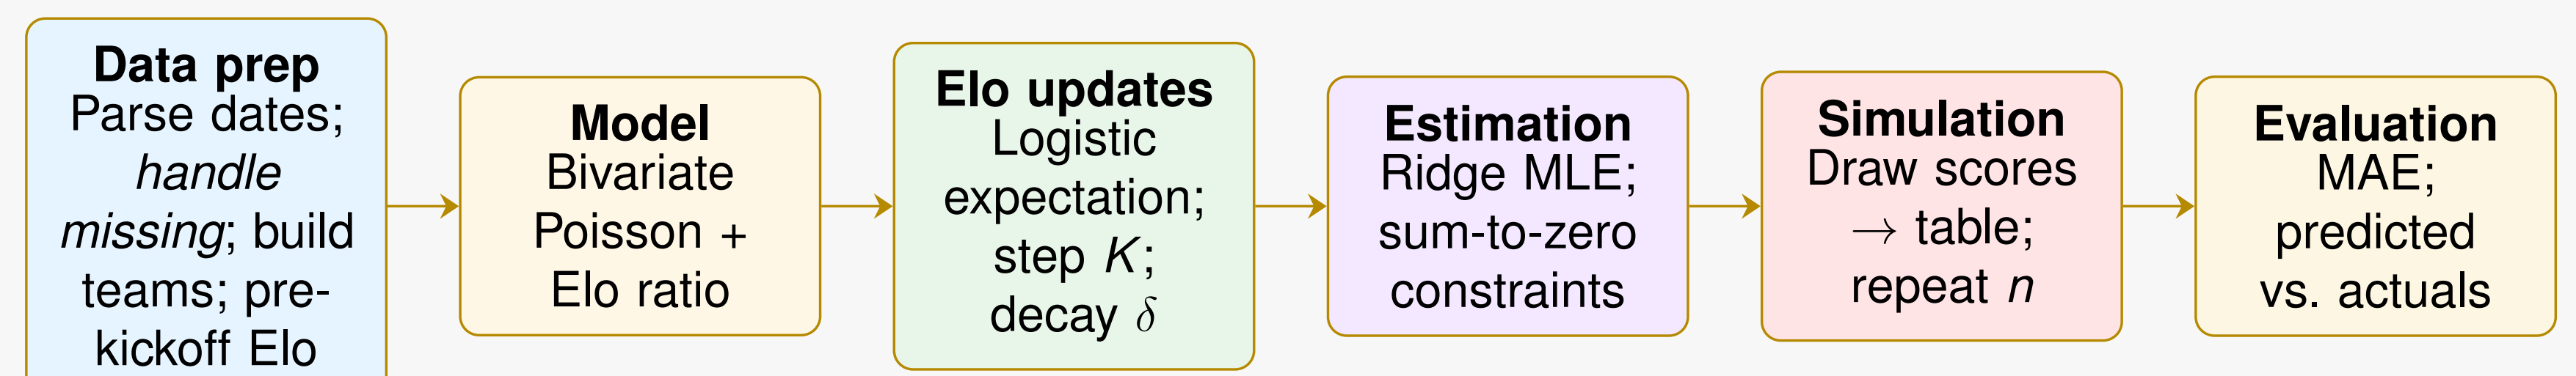 Data prep
Parse dates;
handle
missing; build
teams; pre-
kickoff Elo
Model
Bivariate
Poisson +
Elo ratio
Elo updates
Logistic
expectation;
step K;
decay δ
Estimation
Ridge MLE;
sum-to-zero
constraints
Simulation
Draw scores
→ table;
repeat n
Evaluation
MAE;
predicted
vs. actuals